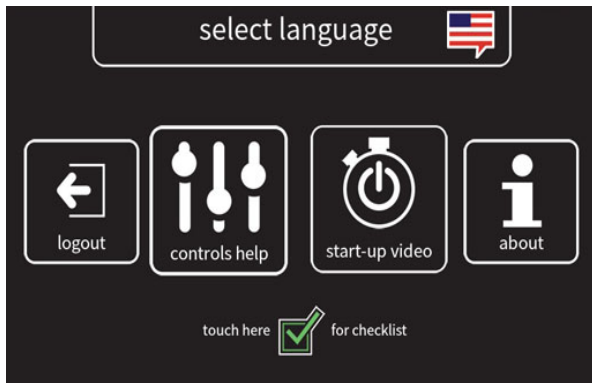 select language
logout
controls help
start-up video
about
touch here for checklist